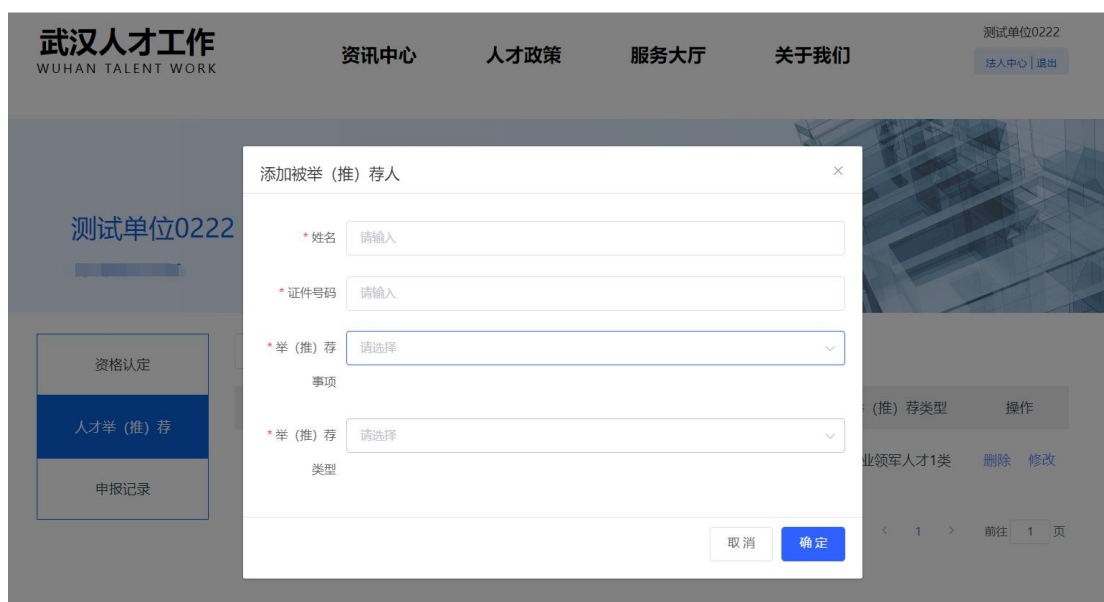 武汉人才工作
WUHAN TALENT WORK
资讯中心
人才政策
服务大厅
关于我们
测试单位0222
法人中心 | 退出
测试单位0222
添加被举（推）荐人
* 姓名
请输入
* 证件号码
请输入
* 举（推）荐
事项
请选择
* 举（推）荐
类型
请选择
取消
确定
资格认定
人才举（推）荐
申报记录
（推）荐类型
操作
业领军人才1类
删除 修改
< 1 > 前往 1 页